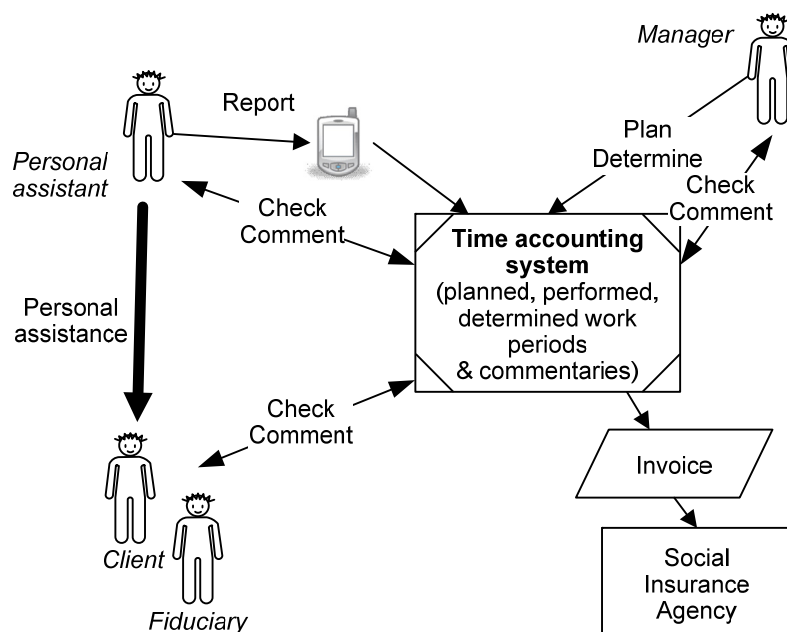 Manager
Report
Plan
Determine
Personal
assistant
Check
Comment
Check
Comment
Time accounting
system
(planned, performed,
determined work
periods
& commentaries)
Personal
assistance
Check
Comment
Invoice
Client
Fiduciary
Social
Insurance
Agency